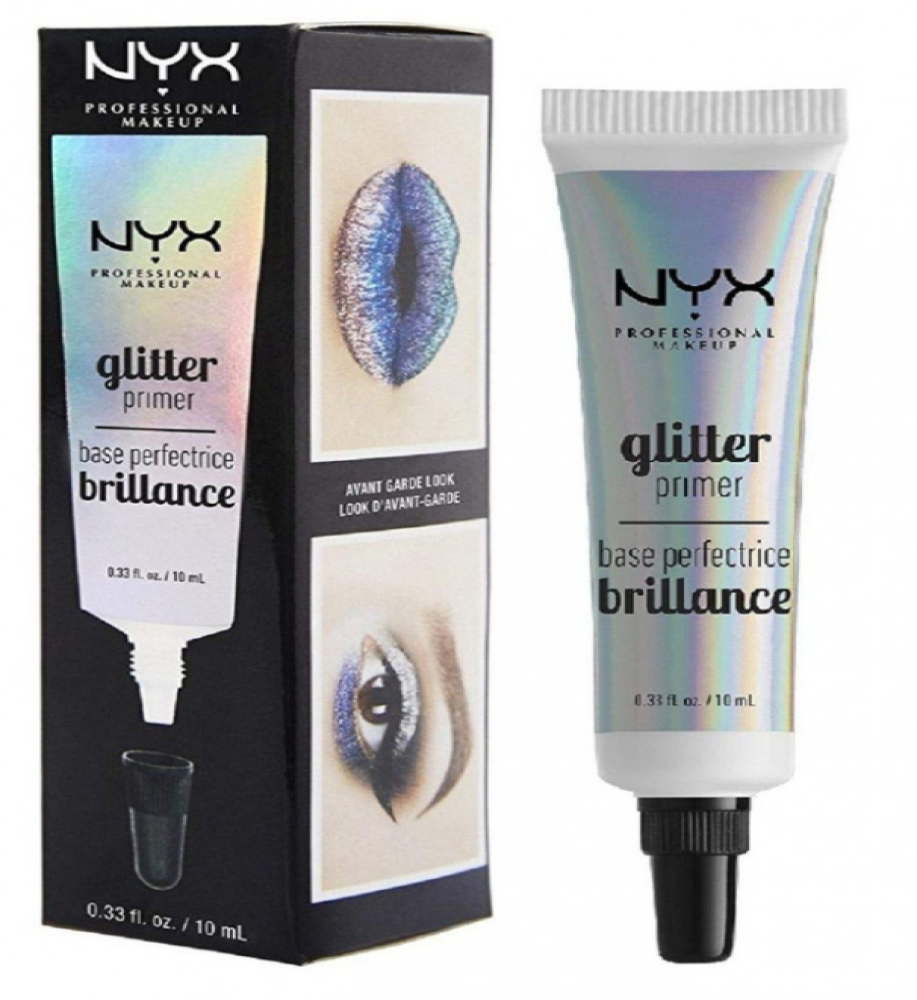 NYX
PROFESSIONAL
MAKEUP
NYX
PROFESSIONAL
MAKEUP
glitter
primer
base perfectrice
brillance
0.33 fl. oz. / 10 mL
0.33 fl. oz. / 10 mL
AVANT GARDE LOOK
LOOK D'AVANT-GARDE
NYX
PROFESSIONAL
MAKEUP
glitter
primer
base perfectrice
brillance
0.33 fl. oz. / 10 mL